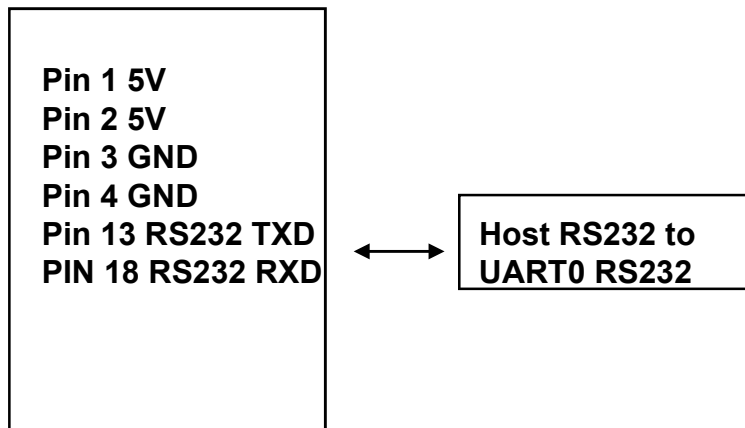 Pin 1 5V
Pin 2 5V
Pin 3 GND
Pin 4 GND
Pin 13 RS232 TXD
PIN 18 RS232 RXD
Host RS232 to
UART0 RS232